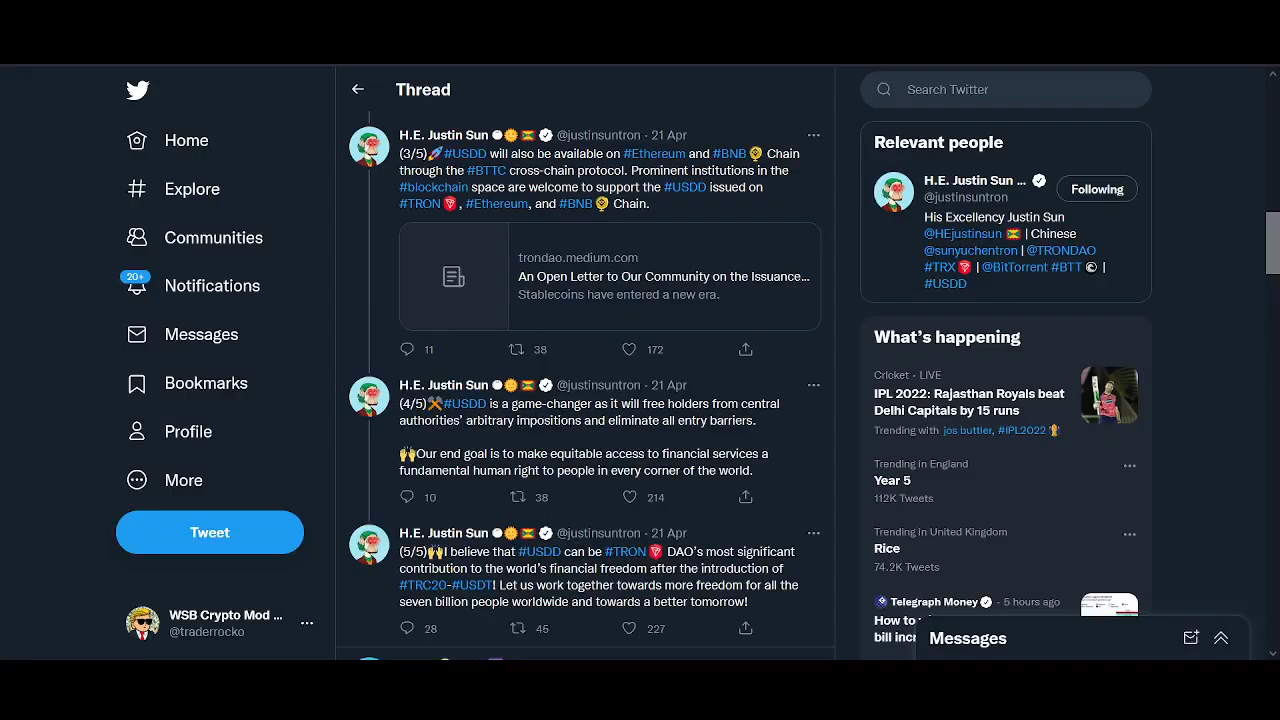 Home
Explore
Communities
20+
Notifications
Messages
Bookmarks
Profile
More
Tweet
WSB Crypto Mod ...
@traderrocko
Thread
H.E. Justin Sun @justinsuntron · 21 Apr
(3/5)🚀#USDD will also be available on #Ethereum and #BNB Chain
through the #BTTC cross-chain protocol. Prominent institutions in the
#blockchain space are welcome to support the #USDD issued on
#TRON, #Ethereum, and #BNB Chain.
trondao.medium.com
An Open Letter to Our Community on the Issuance...
Stablecoins have entered a new era.
11 38 172
H.E. Justin Sun @justinsuntron · 21 Apr
(4/5)⚒#USDD is a game-changer as it will free holders from central
authorities' arbitrary impositions and eliminate all entry barriers.
🙌Our end goal is to make equitable access to financial services a
fundamental human right to people in every corner of the world.
10 38 214
H.E. Justin Sun @justinsuntron · 21 Apr
(5/5)🙌I believe that #USDD can be #TRON DAO's most significant
contribution to the world's financial freedom after the introduction of
#TRC20-#USDT! Let us work together towards more freedom for all the
seven billion people worldwide and towards a better tomorrow!
28 45 227
Search Twitter
Relevant people
H.E. Justin Sun ...
@justinsuntron
Following
His Excellency Justin Sun
@HEjustinsun | Chinese
@sunyuchentron | @TRONDAO
#TRX | @BitTorrent #BTT |
#USDD
What's happening
Cricket · LIVE
IPL 2022: Rajasthan Royals beat
Delhi Capitals by 15 runs
Trending with jos buttler, #IPL2022
Trending in England
Year 5
112K Tweets
Trending in United Kingdom
Rice
74.2K Tweets
Telegraph Money · 5 hours ago
How to
bill incr
Messages